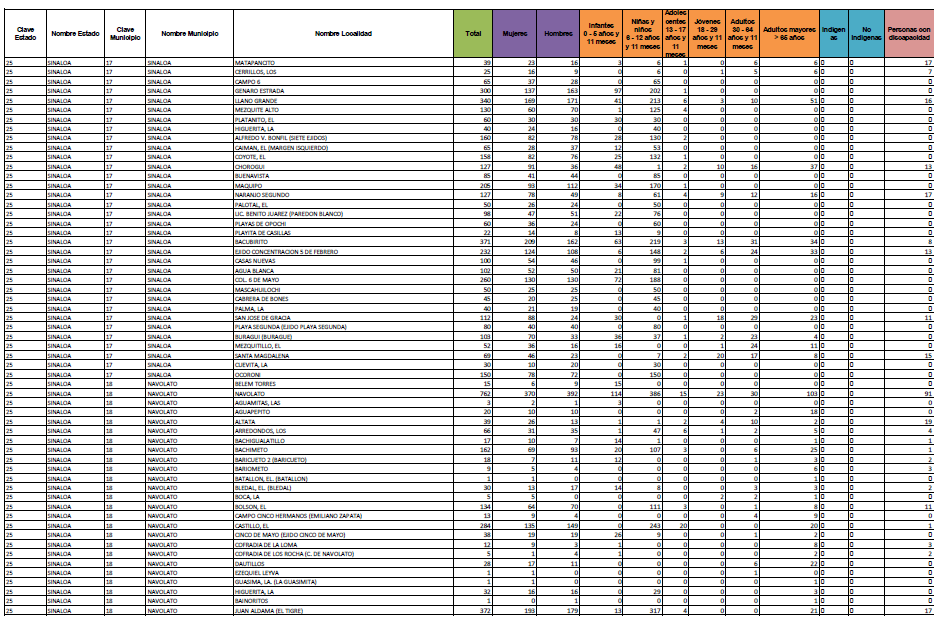 Clave Estado Nombre Estado Clave Municipio Nombre Municipio Nombre Localidad Total Mujeres Hombres Infantes 0 - 5 años y 11 meses Niñas y niños 6 - 12 años y 11 meses Adoles centes 13 - 17 años y 11 meses Jóvenes 18 - 29 años y 11 meses Adultos 30 - 64 años y 11 meses Adultos mayores > 65 años Indigen as No Indigenas Personas con discapacidad
25 SINALOA 17 SINALOA MATAPANCITO 39 23 16 3 6 1 0 6 6 0 0 17
25 SINALOA 17 SINALOA CERRILLOS, LOS 25 16 9 0 6 0 1 5 6 0 0 7
25 SINALOA 17 SINALOA CAMPO 6 65 37 28 0 65 0 0 0 0 0 0 0
25 SINALOA 17 SINALOA GENARO ESTRADA 300 137 163 97 202 1 0 0 0 0 0 0
25 SINALOA 17 SINALOA LLANO GRANDE 340 169 171 41 213 6 3 10 51 0 0 16
25 SINALOA 17 SINALOA MEZQUITE ALTO 130 60 70 1 125 4 0 0 0 0 0 0
25 SINALOA 17 SINALOA PLATANITO, EL 60 30 30 30 30 0 0 0 0 0 0 0
25 SINALOA 17 SINALOA HIGUERITA, LA 40 24 16 0 40 0 0 0 0 0 0 0
25 SINALOA 17 SINALOA ALFREDO V. BONFIL (SIETE EJIDOS) 160 82 78 28 130 2 0 0 0 0 0 0
25 SINALOA 17 SINALOA CAIMAN, EL (MARGEN ISQUIERDO) 65 28 37 12 53 0 0 0 0 0 0 0
25 SINALOA 17 SINALOA COYOTE, EL 158 82 76 25 132 1 0 0 0 0 0 0
25 SINALOA 17 SINALOA CHOROGUI 127 91 36 48 1 2 10 16 37 0 0 13
25 SINALOA 17 SINALOA BUENAVISTA 85 41 44 0 85 0 0 0 0 0 0 0
25 SINALOA 17 SINALOA MAQUIPO 205 93 112 34 170 1 0 0 0 0 0 0
25 SINALOA 17 SINALOA NARANJO SEGUNDO 127 78 49 8 61 4 9 12 16 0 0 17
25 SINALOA 17 SINALOA PALOTAL, EL 50 26 24 0 50 0 0 0 0 0 0 0
25 SINALOA 17 SINALOA LIC. BENITO JUAREZ (PAREDON BLANCO) 98 47 51 22 76 0 0 0 0 0 0 0
25 SINALOA 17 SINALOA PLAYAS DE OPOCHI 60 36 24 0 60 0 0 0 0 0 0 0
25 SINALOA 17 SINALOA PLAYITA DE CASILLAS 22 14 8 13 9 0 0 0 0 0 0 0
25 SINALOA 17 SINALOA BACUBIRITO 371 209 162 63 219 3 13 31 34 0 0 8
25 SINALOA 17 SINALOA EJIDO CONCENTRACION 5 DE FEBRERO 232 124 108 6 148 2 6 24 33 0 0 13
25 SINALOA 17 SINALOA CASAS NUEVAS 100 54 46 0 99 1 0 0 0 0 0 0
25 SINALOA 17 SINALOA AGUA BLANCA 102 52 50 21 81 0 0 0 0 0 0 0
25 SINALOA 17 SINALOA COL. 6 DE MAYO 260 130 130 72 188 0 0 0 0 0 0 0
25 SINALOA 17 SINALOA MASCAHUILOCHI 50 25 25 0 50 0 0 0 0 0 0 0
25 SINALOA 17 SINALOA CABRERA DE BONES 45 20 25 0 45 0 0 0 0 0 0 0
25 SINALOA 17 SINALOA PALMA, LA 40 21 19 0 40 0 0 0 0 0 0 0
25 SINALOA 17 SINALOA SAN JOSE DE GRACIA 112 88 24 30 0 1 18 29 23 0 0 11
25 SINALOA 17 SINALOA PLAYA SEGUNDA (EJIDO PLAYA SEGUNDA) 80 40 40 0 80 0 0 0 0 0 0 0
25 SINALOA 17 SINALOA BURAGUI (BURAGUE) 103 70 33 36 37 1 2 23 4 0 0 0
25 SINALOA 17 SINALOA MEZQUITILLO, EL 52 36 16 16 0 0 1 24 11 0 0 0
25 SINALOA 17 SINALOA SANTA MAGDALENA 69 46 23 0 7 2 20 17 8 0 0 15
25 SINALOA 17 SINALOA CUEVITA, LA 30 10 20 0 30 0 0 0 0 0 0 0
25 SINALOA 17 SINALOA OCORONI 150 78 72 0 150 0 0 0 0 0 0 0
25 SINALOA 18 NAVOLATO BELEM TORRES 15 6 9 15 0 0 0 0 0 0 0 0
25 SINALOA 18 NAVOLATO NAVOLATO 762 370 392 114 386 15 23 30 103 0 0 91
25 SINALOA 18 NAVOLATO AGUAMITAS, LAS 3 2 1 3 0 0 0 0 0 0 0 0
25 SINALOA 18 NAVOLATO AGUAPEPITO 20 10 10 0 0 0 0 2 18 0 0 0
25 SINALOA 18 NAVOLATO ALTATA 39 26 13 1 1 2 4 10 2 0 0 19
25 SINALOA 18 NAVOLATO ARREDONDOS, LOS 66 31 35 1 47 6 1 2 5 0 0 4
25 SINALOA 18 NAVOLATO BACHIGUALATILLO 17 10 7 14 1 0 0 0 1 0 0 1
25 SINALOA 18 NAVOLATO BACHIMETO 162 69 93 20 107 3 0 6 25 0 0 1
25 SINALOA 18 NAVOLATO BARICUETO 2 (BARICUETO) 18 7 11 12 0 0 0 1 3 0 0 2
25 SINALOA 18 NAVOLATO BARIOMETO 9 5 4 0 0 0 0 0 6 0 0 3
25 SINALOA 18 NAVOLATO BATALLON, EL. (BATALLON) 1 1 0 0 0 0 0 0 1 0 0 0
25 SINALOA 18 NAVOLATO BLEDAL, EL. (BLEDAL) 30 13 17 14 8 0 0 3 3 0 0 2
25 SINALOA 18 NAVOLATO BOCA, LA 5 5 0 0 0 0 2 2 1 0 0 0
25 SINALOA 18 NAVOLATO BOLSON, EL 134 64 70 0 111 3 0 1 8 0 0 11
25 SINALOA 18 NAVOLATO CAMPO CINCO HERMANOS (EMILIANO ZAPATA) 13 9 4 0 0 0 0 4 9 0 0 0
25 SINALOA 18 NAVOLATO CASTILLO, EL 284 135 149 0 243 20 0 0 20 0 0 1
25 SINALOA 18 NAVOLATO CINCO DE MAYO (EJIDO CINCO DE MAYO) 38 19 19 26 9 0 0 1 2 0 0 0
25 SINALOA 18 NAVOLATO COFRADIA DE LA LOMA 12 9 3 1 0 0 0 0 8 0 0 3
25 SINALOA 18 NAVOLATO COFRADIA DE LOS ROCHA (C. DE NAVOLATO) 5 1 4 1 0 0 0 0 2 0 0 2
25 SINALOA 18 NAVOLATO DAUTILLOS 28 17 11 0 0 0 0 6 22 0 0 0
25 SINALOA 18 NAVOLATO EZEQUIEL LEYVA 1 1 0 0 0 0 0 1 0 0 0 0
25 SINALOA 18 NAVOLATO GUASIMA, LA. (LA GUASIMITA) 1 1 0 0 0 0 0 0 1 0 0 0
25 SINALOA 18 NAVOLATO HIGUERITA, LA 32 16 16 0 29 0 0 0 3 0 0 0
25 SINALOA 18 NAVOLATO BAINORITOS 1 0 1 0 0 0 0 0 1 0 0 0
25 SINALOA 18 NAVOLATO JUAN ALDAMA (EL TIGRE) 372 193 179 13 317 4 0 0 21 0 0 17